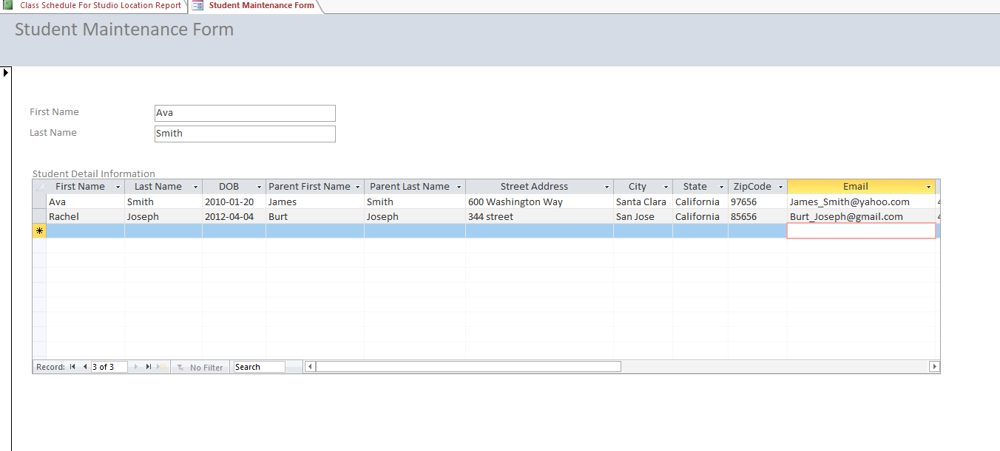 Class Schedule For Studio Location Report Student Maintenance Form
Student Maintenance Form
First Name Ava
Last Name Smith
Student Detail Information
First Name Last Name DOB Parent First Name Parent Last Name Street Address City State ZipCode Email
Ava Smith 2010-01-20 James Smith 600 Washington Way Santa Clara California 97656 James_Smith@yahoo.com
Rachel Joseph 2012-04-04 Burt Joseph 344 street San Jose California 85656 Burt_Joseph@gmail.com
Record: 3 of 3 No Filter Search